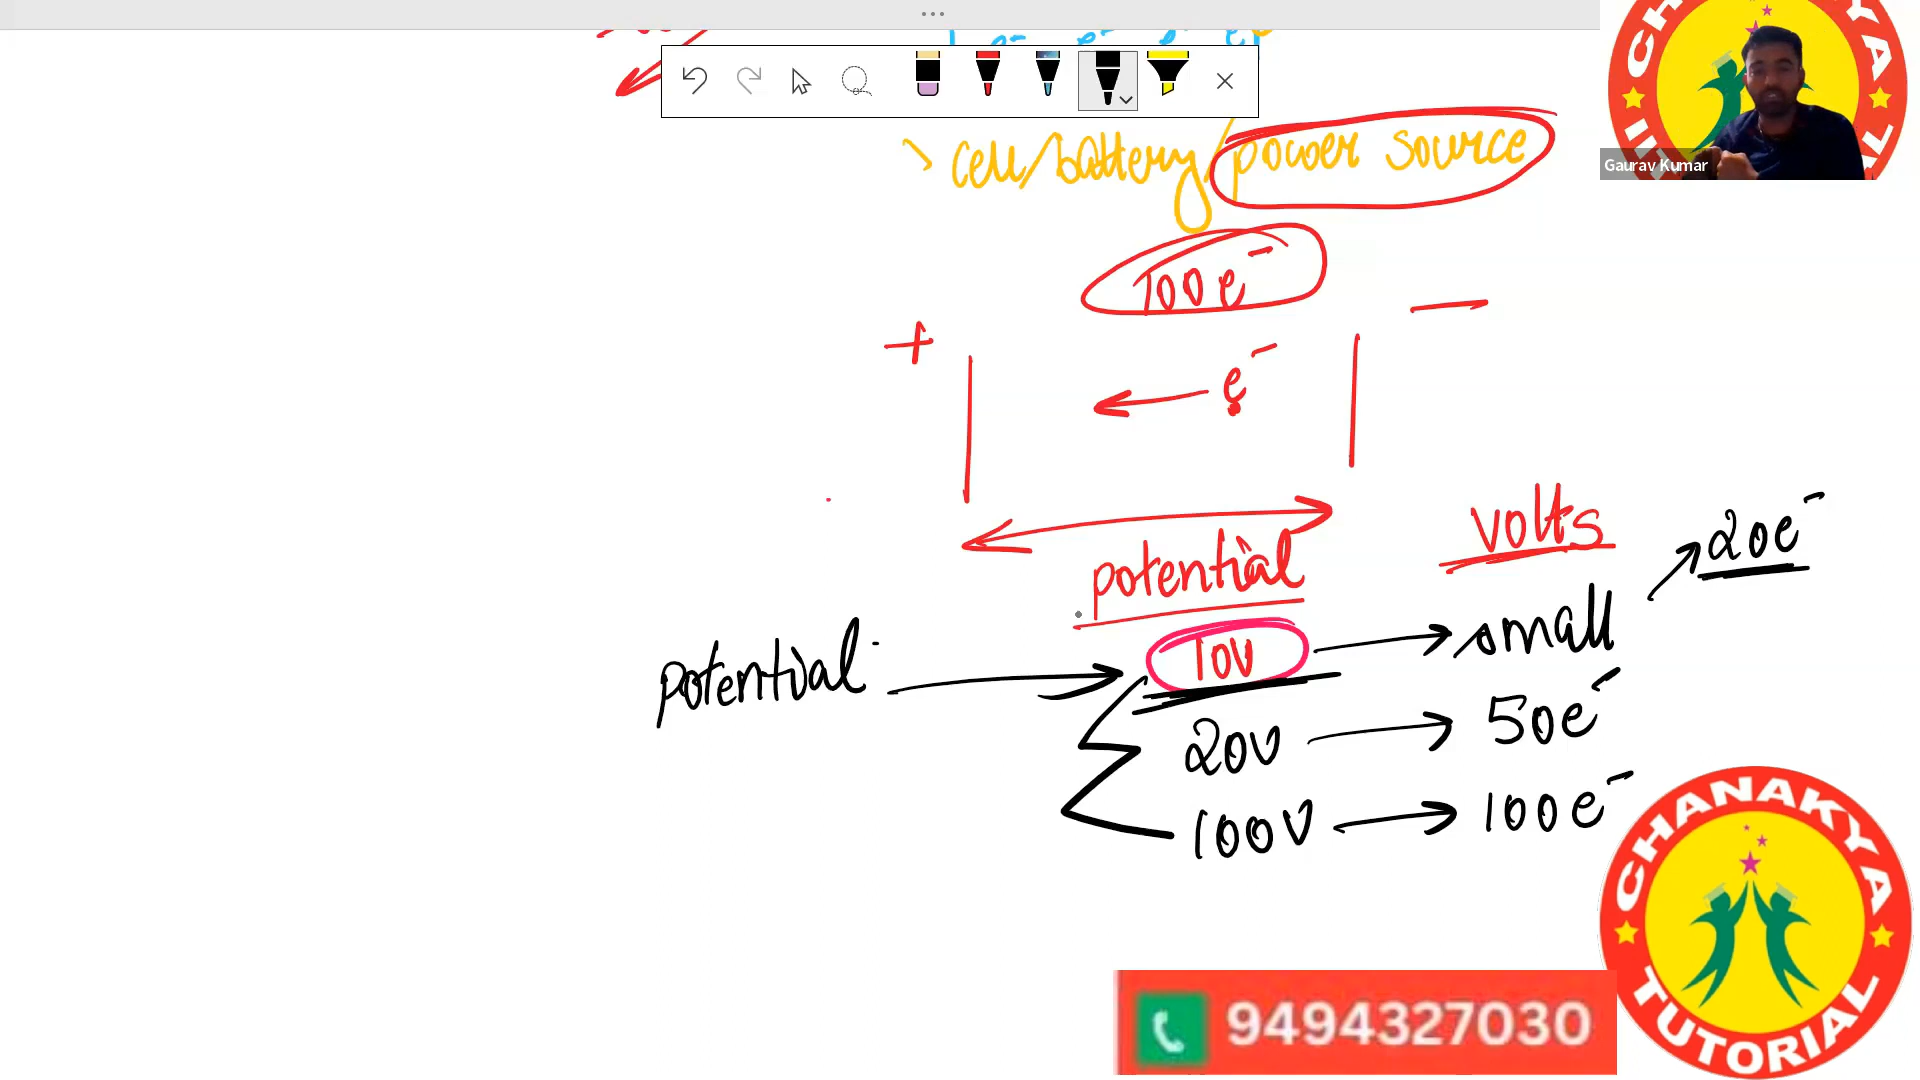 cell/battery/power source
Gaurav Kumar
100e⁻
+ −
e⁻
volts
potential
20e⁻
potential → 10V → small
20V → 50e⁻
100V → 100e⁻
CHANAKYA
TUTORIAL
9494327030